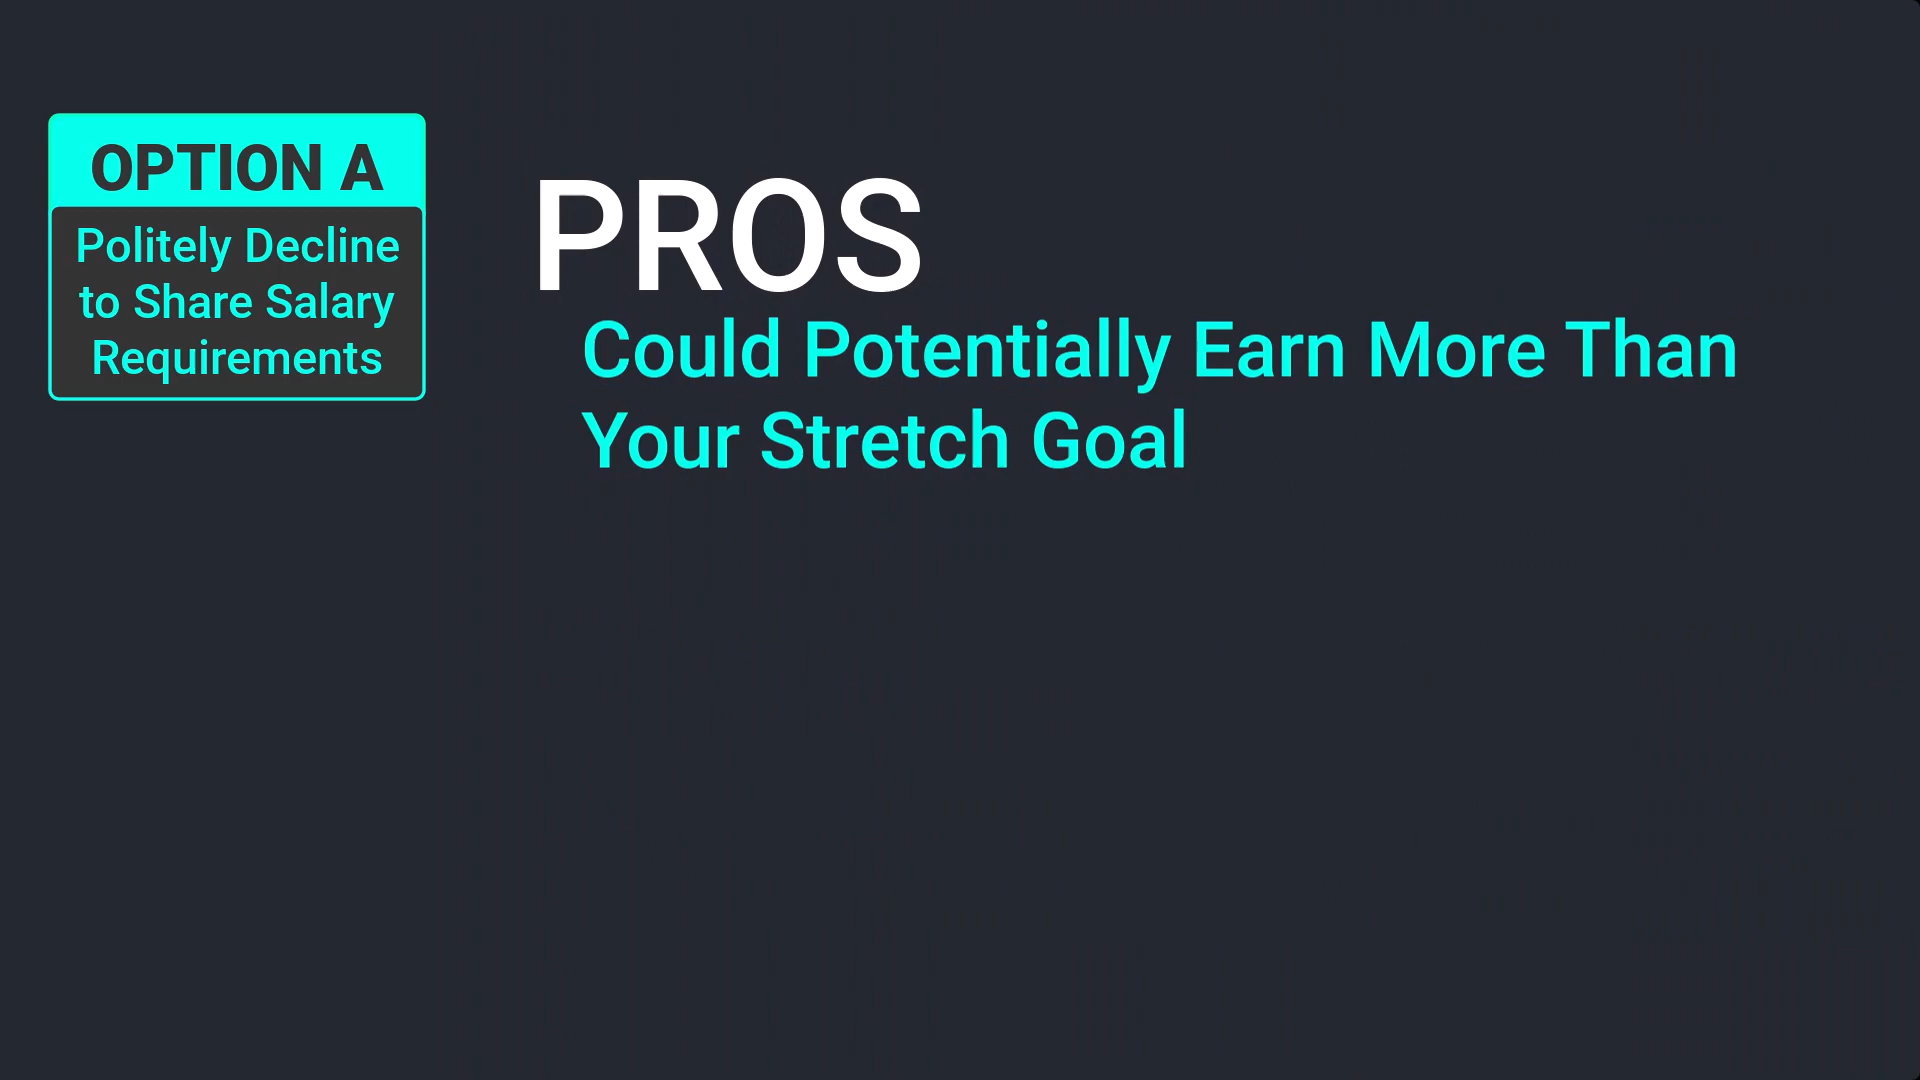 OPTION A
Politely Decline
to Share Salary
Requirements
PROS
Could Potentially Earn More Than
Your Stretch Goal